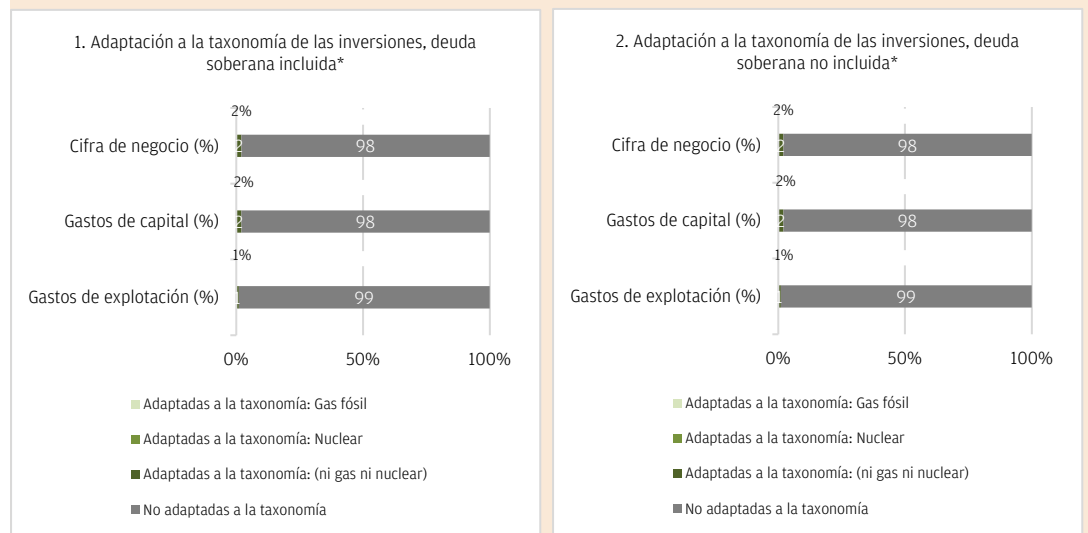 1. Adaptación a la taxonomía de las inversiones, deuda
soberana incluida*
2%
Cifra de negocio (%)
2 98
2%
Gastos de capital (%)
2 98
1%
Gastos de explotación (%)
1 99
0% 50% 100%
Adaptadas a la taxonomía: Gas fósil
Adaptadas a la taxonomía: Nuclear
Adaptadas a la taxonomía: (ni gas ni nuclear)
No adaptadas a la taxonomía
2. Adaptación a la taxonomía de las inversiones, deuda
soberana no incluida*
2%
Cifra de negocio (%)
2 98
2%
Gastos de capital (%)
2 98
1%
Gastos de explotación (%)
1 99
0% 50% 100%
Adaptadas a la taxonomía: Gas fósil
Adaptadas a la taxonomía: Nuclear
Adaptadas a la taxonomía: (ni gas ni nuclear)
No adaptadas a la taxonomía